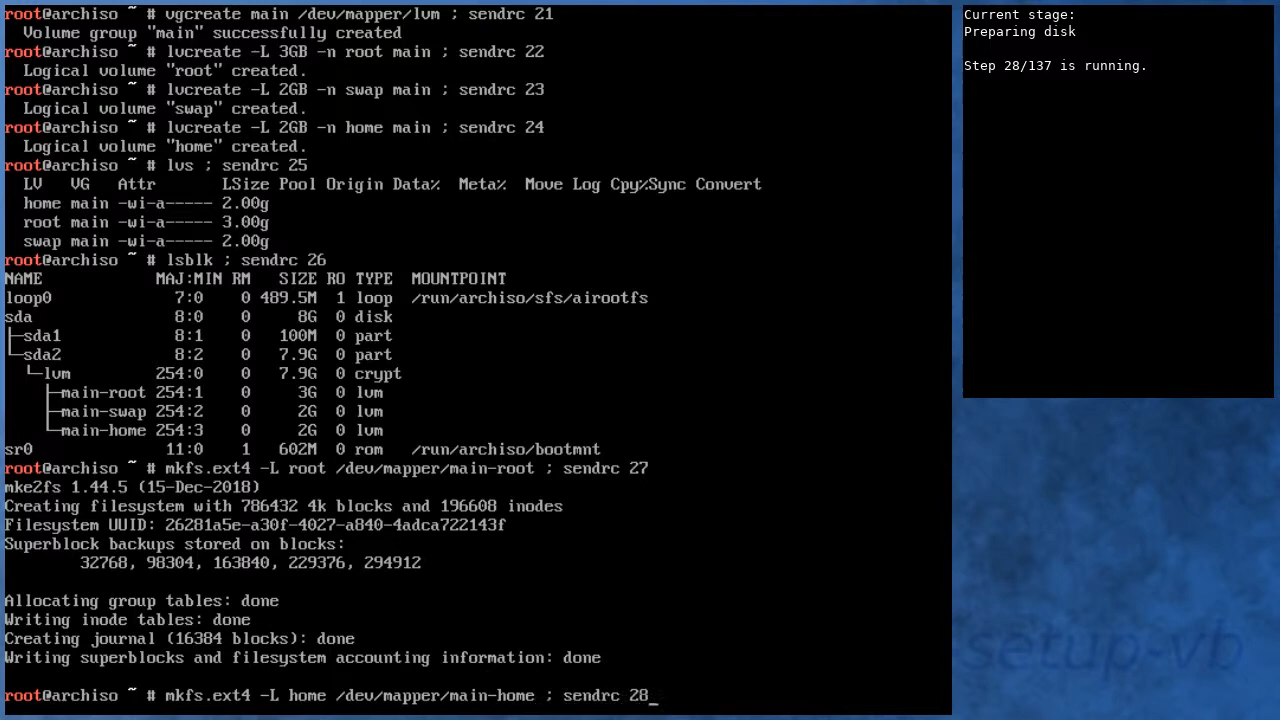 root@archiso ~ # vgcreate main /dev/mapper/lvm ; sendrc 21
  Volume group "main" successfully created
root@archiso ~ # lvcreate -L 3GB -n root main ; sendrc 22
  Logical volume "root" created.
root@archiso ~ # lvcreate -L 2GB -n swap main ; sendrc 23
  Logical volume "swap" created.
root@archiso ~ # lvcreate -L 2GB -n home main ; sendrc 24
  Logical volume "home" created.
root@archiso ~ # lvs ; sendrc 25
  LV   VG   Attr       LSize Pool Origin Data%  Meta%  Move Log Cpy%Sync Convert
  home main -wi-a----- 2.00g
  root main -wi-a----- 3.00g
  swap main -wi-a----- 2.00g
root@archiso ~ # lsblk ; sendrc 26
NAME            MAJ:MIN RM   SIZE RO TYPE  MOUNTPOINT
loop0             7:0    0 489.5M  1 loop  /run/archiso/sfs/airootfs
sda               8:0    0     8G  0 disk
├─sda1            8:1    0   100M  0 part
└─sda2            8:2    0   7.9G  0 part
  └─lvm         254:0    0   7.9G  0 crypt
    ├─main-root 254:1    0     3G  0 lvm
    ├─main-swap 254:2    0     2G  0 lvm
    └─main-home 254:3    0     2G  0 lvm
sr0              11:0    1   602M  0 rom   /run/archiso/bootmnt
root@archiso ~ # mkfs.ext4 -L root /dev/mapper/main-root ; sendrc 27
mke2fs 1.44.5 (15-Dec-2018)
Creating filesystem with 786432 4k blocks and 196608 inodes
Filesystem UUID: 26281a5e-a30f-4027-a840-4adca722143f
Superblock backups stored on blocks:
        32768, 98304, 163840, 229376, 294912
Allocating group tables: done
Writing inode tables: done
Creating journal (16384 blocks): done
Writing superblocks and filesystem accounting information: done
root@archiso ~ # mkfs.ext4 -L home /dev/mapper/main-home ; sendrc 28_
Current stage:
Preparing disk
Step 28/137 is running.
setup-vb